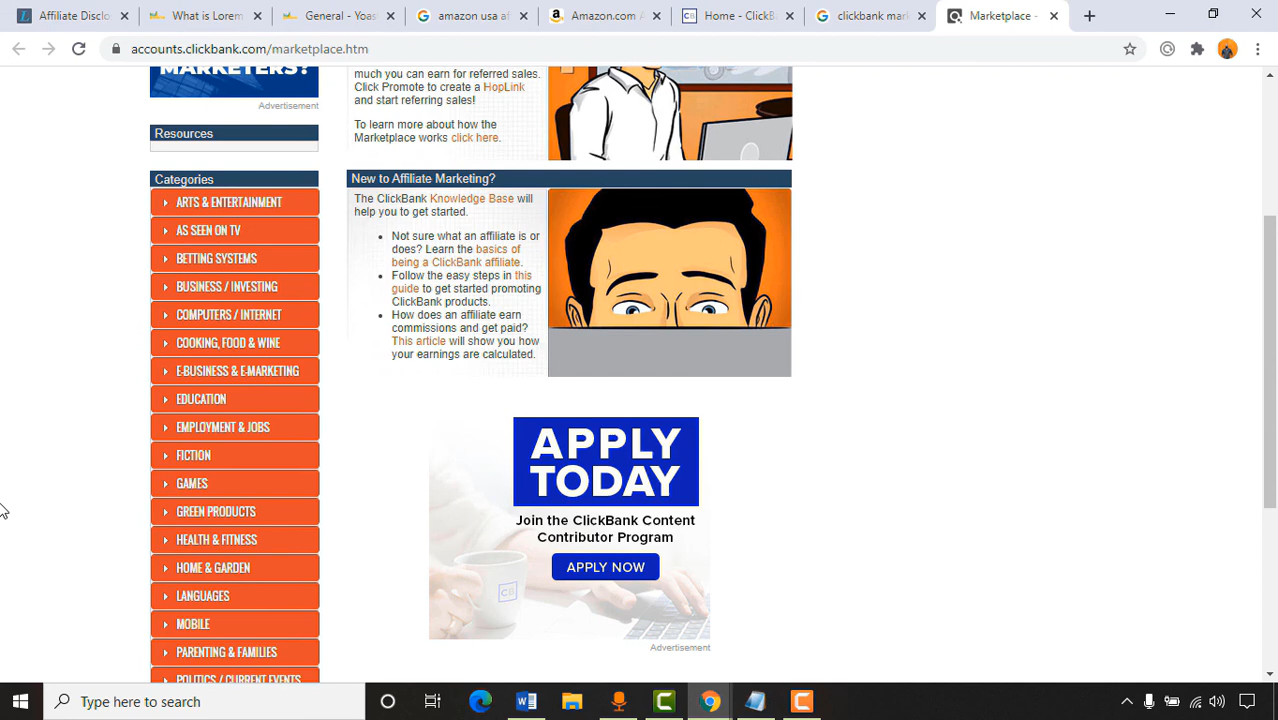 Affiliate Disclo
What is Lorem
General - Yoas
amazon usa af
Amazon.com A
Home - ClickB
clickbank mark
Marketplace -
accounts.clickbank.com/marketplace.htm
MARKETERS?
Advertisement
Resources
Categories
ARTS & ENTERTAINMENT
AS SEEN ON TV
BETTING SYSTEMS
BUSINESS / INVESTING
COMPUTERS / INTERNET
COOKING, FOOD & WINE
E-BUSINESS & E-MARKETING
EDUCATION
EMPLOYMENT & JOBS
FICTION
GAMES
GREEN PRODUCTS
HEALTH & FITNESS
HOME & GARDEN
LANGUAGES
MOBILE
PARENTING & FAMILIES
POLITICS / CURRENT EVENTS
much you can earn for referred sales.
Click Promote to create a HopLink
and start referring sales!
To learn more about how the
Marketplace works click here.
New to Affiliate Marketing?
The ClickBank Knowledge Base will
help you to get started.
• Not sure what an affiliate is or
does? Learn the basics of
being a ClickBank affiliate.
• Follow the easy steps in this
guide to get started promoting
ClickBank products.
• How does an affiliate earn
commissions and get paid?
This article will show you how
your earnings are calculated.
APPLY
TODAY
Join the ClickBank Content
Contributor Program
APPLY NOW
CB
Advertisement
Type here to search